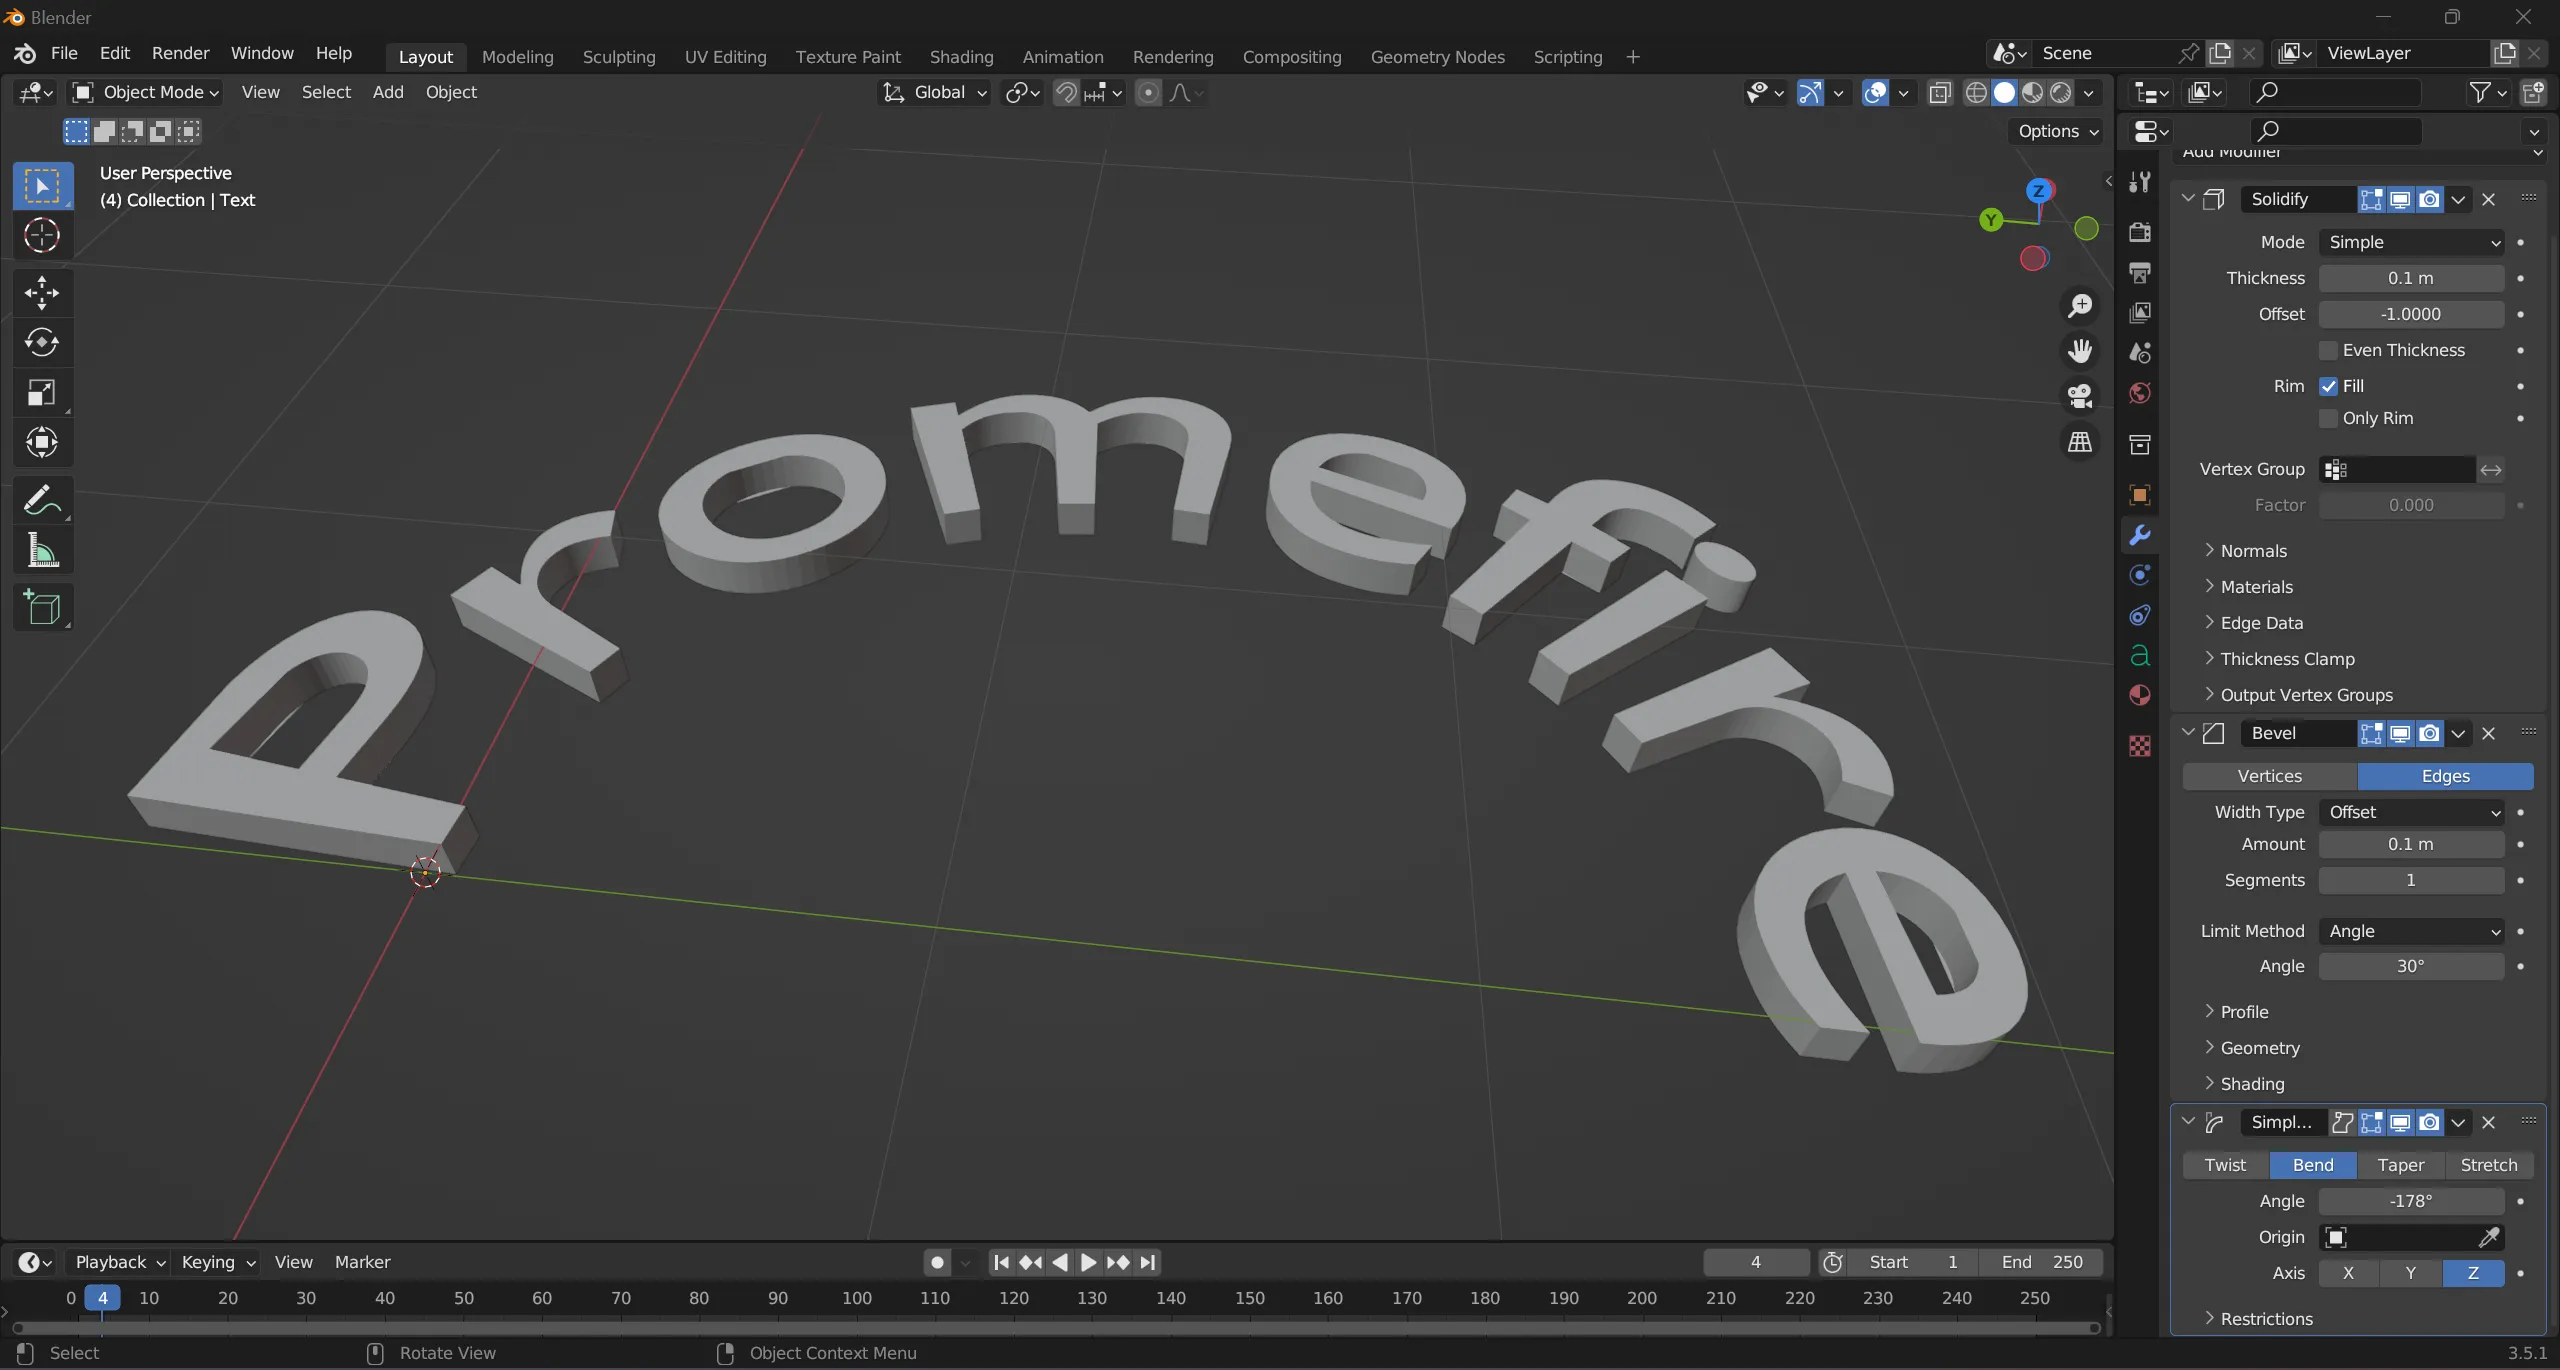 Blender
File Edit Render Window Help Layout Modeling Sculpting UV Editing Texture Paint Shading Animation Rendering Compositing Geometry Nodes Scripting + Scene ViewLayer
Object Mode View Select Add Object Global
Options
User Perspective
(4) Collection | Text
Z
Y
Promefire
Add Modifier
Solidify
Mode Simple
Thickness 0.1 m
Offset -1.0000
Even Thickness
Rim Fill
Only Rim
Vertex Group
Factor 0.000
Normals
Materials
Edge Data
Thickness Clamp
Output Vertex Groups
Bevel
Vertices Edges
Width Type Offset
Amount 0.1 m
Segments 1
Limit Method Angle
Angle 30°
Profile
Geometry
Shading
Simpl...
Twist Bend Taper Stretch
Angle -178°
Origin
Axis X Y Z
Restrictions
Playback Keying View Marker 4 Start 1 End 250
0 4 10 20 30 40 50 60 70 80 90 100 110 120 130 140 150 160 170 180 190 200 210 220 230 240 250
Select Rotate View Object Context Menu 3.5.1